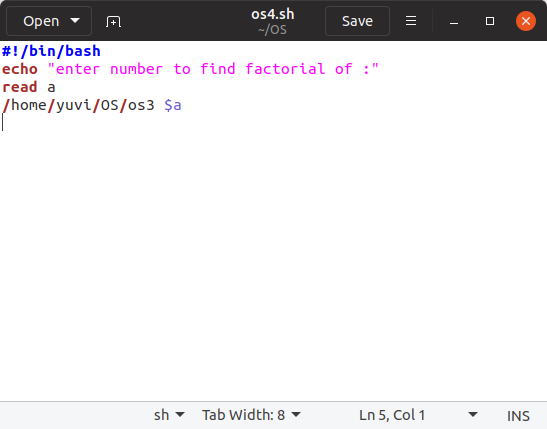 Open
os4.sh
~/OS
Save
#!/bin/bash
echo "enter number to find factorial of :"
read a
/home/yuvi/OS/os3 $a
sh Tab Width: 8 Ln 5, Col 1 INS